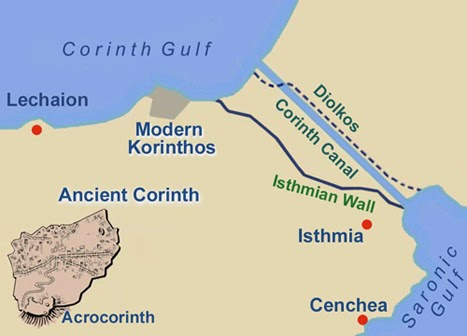 Corinth Gulf
Lechaion
Modern
Korinthos
Diolkos
Corinth Canal
Isthmian Wall
Ancient Corinth
Isthmia
Saronic
Gulf
Cenchea
Acrocorinth